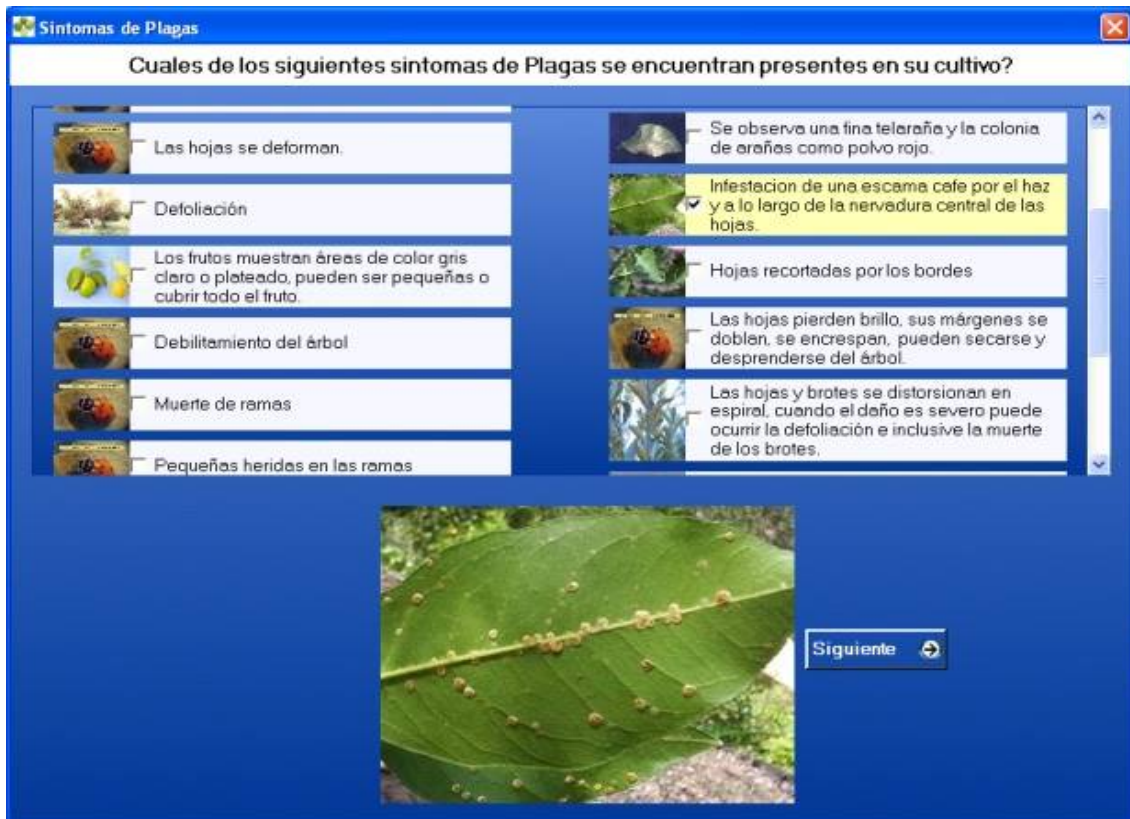 Sintomas de Plagas
Cuales de los siguientes sintomas de Plagas se encuentran presentes en su cultivo?
Las hojas se deforman.
Defoliación
Los frutos muestran áreas de color gris
claro o plateado, pueden ser pequeñas o
cubrir todo el fruto.
Debilitamiento del árbol
Muerte de ramas
Pequeñas heridas en las ramas
Se observa una fina telaraña y la colonia
de arañas como polvo rojo.
Infestacion de una escama cafe por el haz
y a lo largo de la nervadura central de las
hojas.
Hojas recortadas por los bordes
Las hojas pierden brillo, sus márgenes se
doblan, se encrespan, pueden secarse y
desprenderse del árbol.
Las hojas y brotes se distorsionan en
espiral, cuando el daño es severo puede
ocurrir la defoliación e inclusive la muerte
de los brotes.
Siguiente